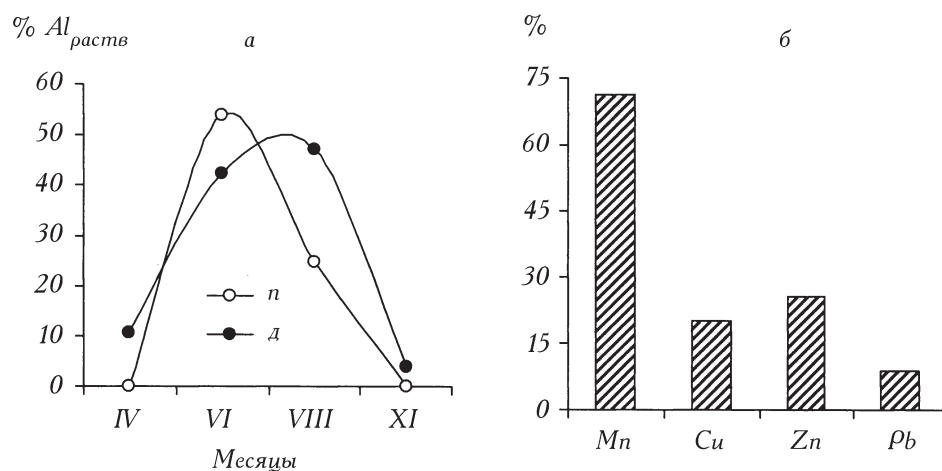 % Al раств
а
60
50
40
30
20
10
0
п
д
IV VI VIII XI
Месяцы
%
б
75
60
45
30
15
0
Mn Cu Zn Pb